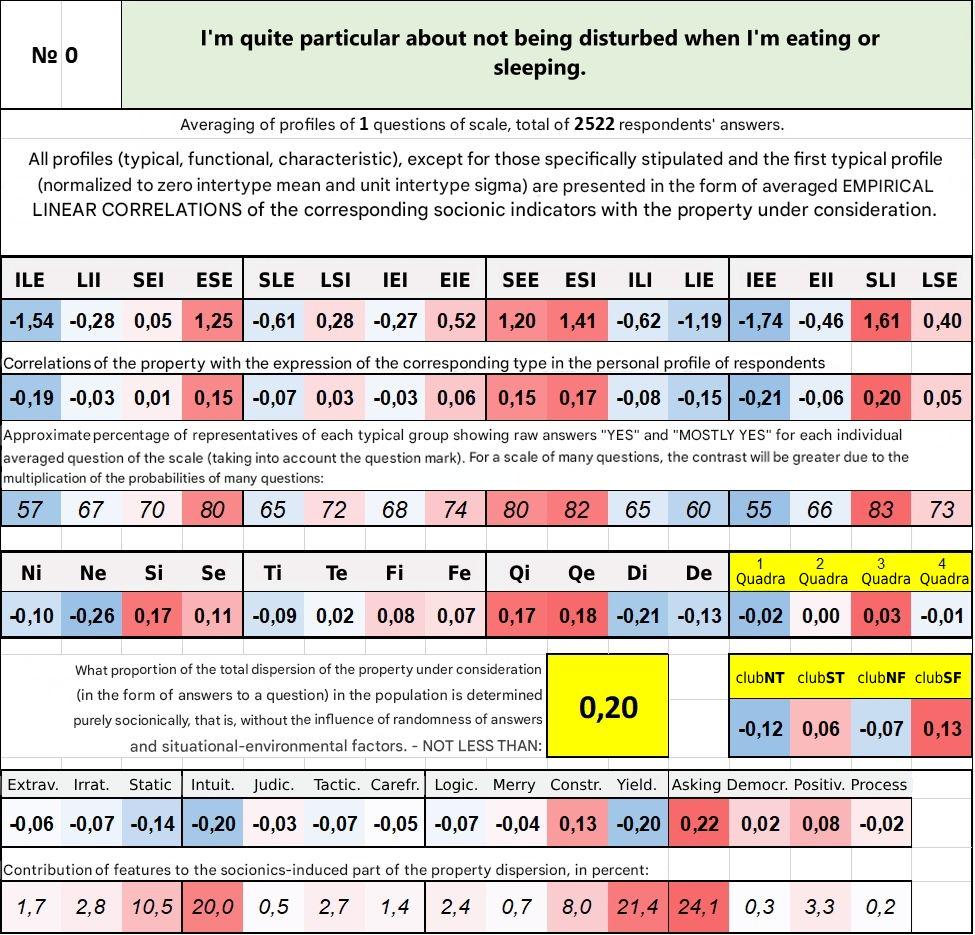 № 0
I'm quite particular about not being disturbed when I'm eating or
sleeping.
Averaging of profiles of 1 questions of scale, total of 2522 respondents' answers.
All profiles (typical, functional, characteristic), except for those specifically stipulated and the first typical profile
(normalized to zero intertype mean and unit intertype sigma) are presented in the form of averaged EMPIRICAL
LINEAR CORRELATIONS of the corresponding socionic indicators with the property under consideration.
ILE LII SEI ESE SLE LSI IEI EIE SEE ESI ILI LIE IEE EII SLI LSE
-1,54 -0,28 0,05 1,25 -0,61 0,28 -0,27 0,52 1,20 1,41 -0,62 -1,19 -1,74 -0,46 1,61 0,40
Correlations of the property with the expression of the corresponding type in the personal profile of respondents
-0,19 -0,03 0,01 0,15 -0,07 0,03 -0,03 0,06 0,15 0,17 -0,08 -0,15 -0,21 -0,06 0,20 0,05
Approximate percentage of representatives of each typical group showing raw answers "YES" and "MOSTLY YES" for each individual
averaged question of the scale (taking into account the question mark). For a scale of many questions, the contrast will be greater due to the
multiplication of the probabilities of many questions:
57 67 70 80 65 72 68 74 80 82 65 60 55 66 83 73
Ni Ne Si Se Ti Te Fi Fe Qi Qe Di De 1 Quadra 2 Quadra 3 Quadra 4 Quadra
-0,10 -0,26 0,17 0,11 -0,09 0,02 0,08 0,07 0,17 0,18 -0,21 -0,13 -0,02 0,00 0,03 -0,01
What proportion of the total dispersion of the property under consideration
(in the form of answers to a question) in the population is determined
purely socionically, that is, without the influence of randomness of answers
and situational-environmental factors. - NOT LESS THAN:
0,20
clubNT clubST clubNF clubSF
-0,12 0,06 -0,07 0,13
Extrav. Irrat. Static Intuit. Judic. Tactic. Carefr. Logic. Merry Constr. Yield. Asking Democr. Positiv. Process
-0,06 -0,07 -0,14 -0,20 -0,03 -0,07 -0,05 -0,07 -0,04 0,13 -0,20 0,22 0,02 0,08 -0,02
Contribution of features to the socionics-induced part of the property dispersion, in percent:
1,7 2,8 10,5 20,0 0,5 2,7 1,4 2,4 0,7 8,0 21,4 24,1 0,3 3,3 0,2